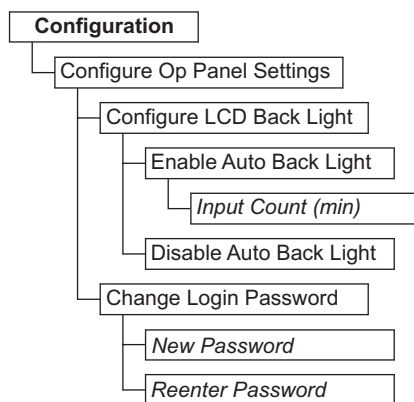 Configuration
Configure Op Panel Settings
Configure LCD Back Light
Enable Auto Back Light
Input Count (min)
Disable Auto Back Light
Change Login Password
New Password
Reenter Password